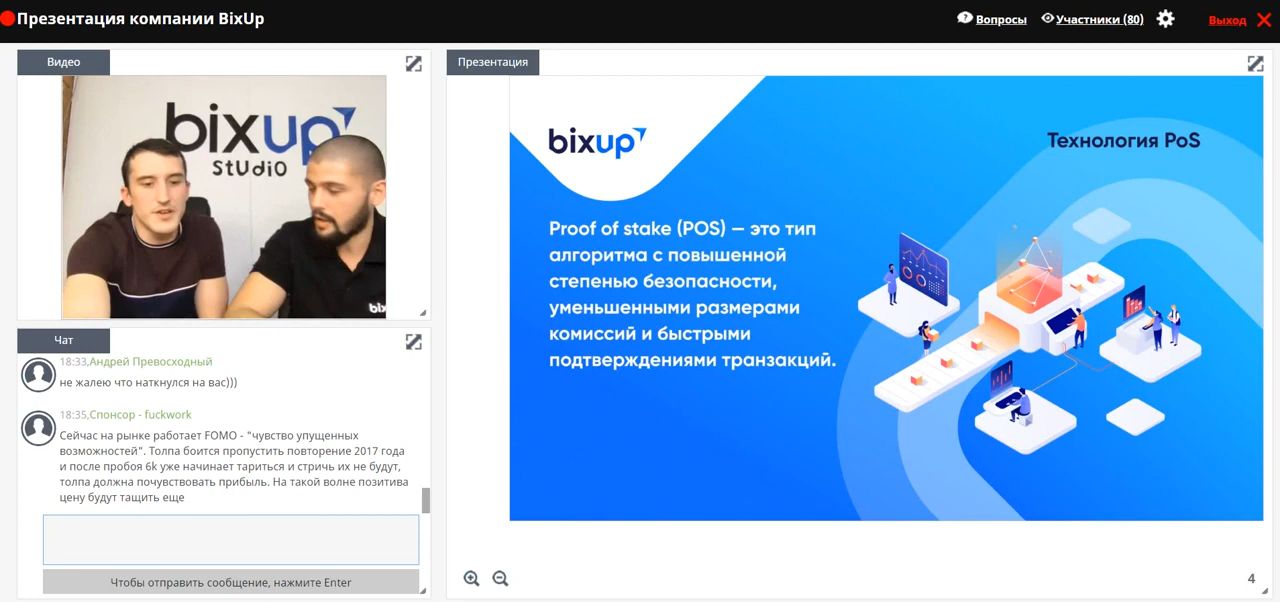 Презентация компании BixUp
Вопросы
Участники (80)
Выход
Видео
bixup
StUdiO
bix
Чат
18:33,Андрей Превосходный
не жалею что наткнулся на вас)))
18:35,Спонсор - fuckwork
Сейчас на рынке работает FOMO - "чувство упущенных
возможностей". Толпа боится пропустить повторение 2017 года
и после пробоя 6k уже начинает тариться и стричь их не будут,
толпа должна почувствовать прибыль. На такой волне позитива
цену будут тащить еще
Чтобы отправить сообщение, нажмите Enter
Презентация
bixup
Технология PoS
Proof of stake (POS) — это тип
алгоритма с повышенной
степенью безопасности,
уменьшенными размерами
комиссий и быстрыми
подтверждениями транзакций.
4